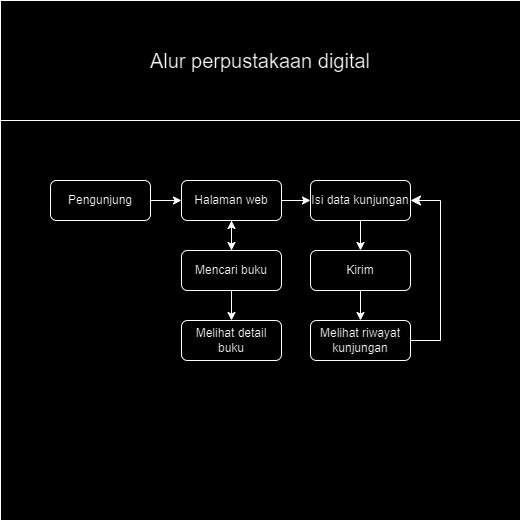 Alur perpustakaan digital
Pengunjung
Halaman web
Isi data kunjungan
Mencari buku
Kirim
Melihat detail
buku
Melihat riwayat
kunjungan